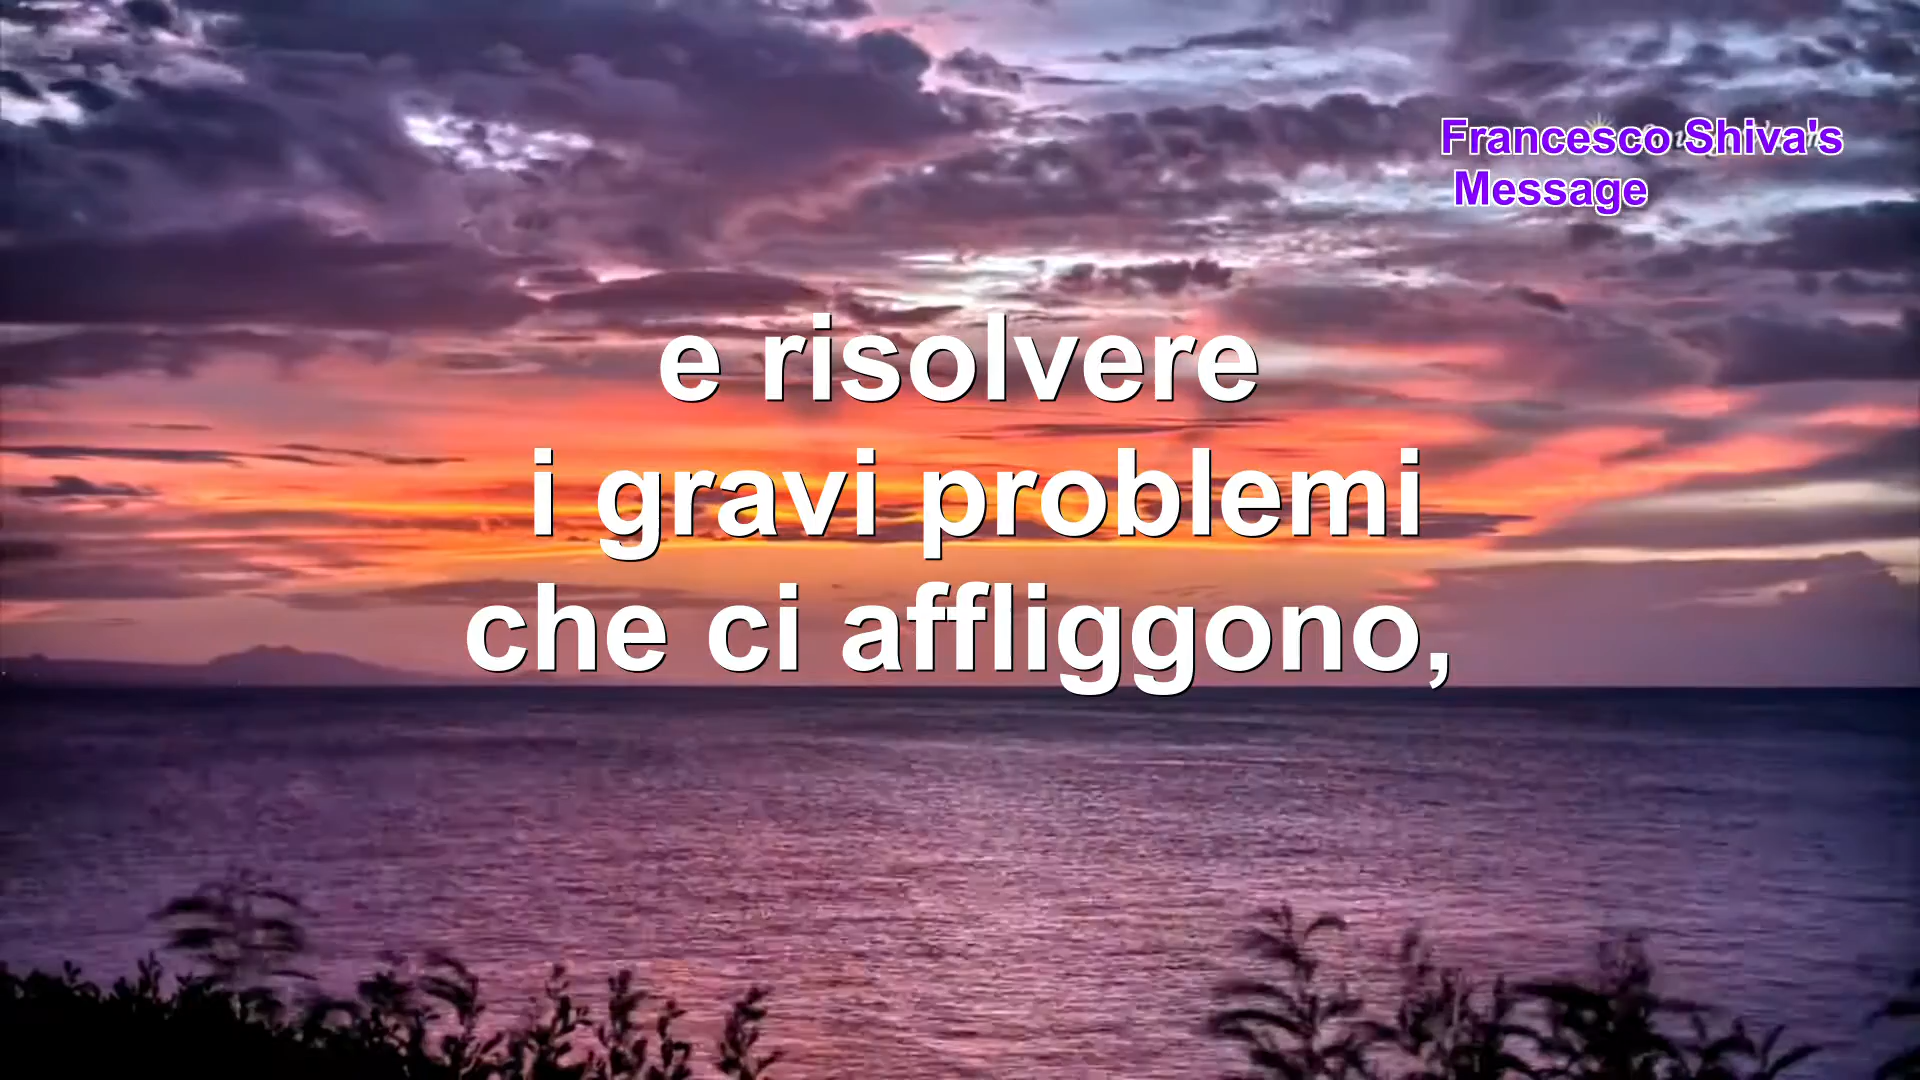 Francesco Shiva's
Message
e risolvere
i gravi problemi
che ci affliggono,